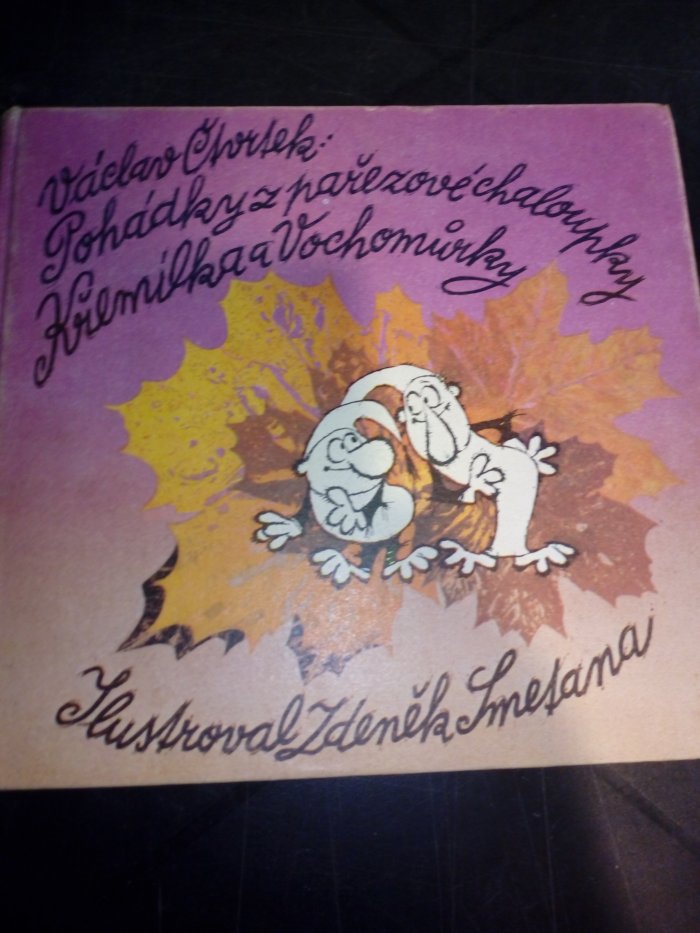 Václav Čtvrtek:
Pohádky z pařezové chaloupky
Křemílka a Vochomůrky
Ilustroval Zdeněk Smetana